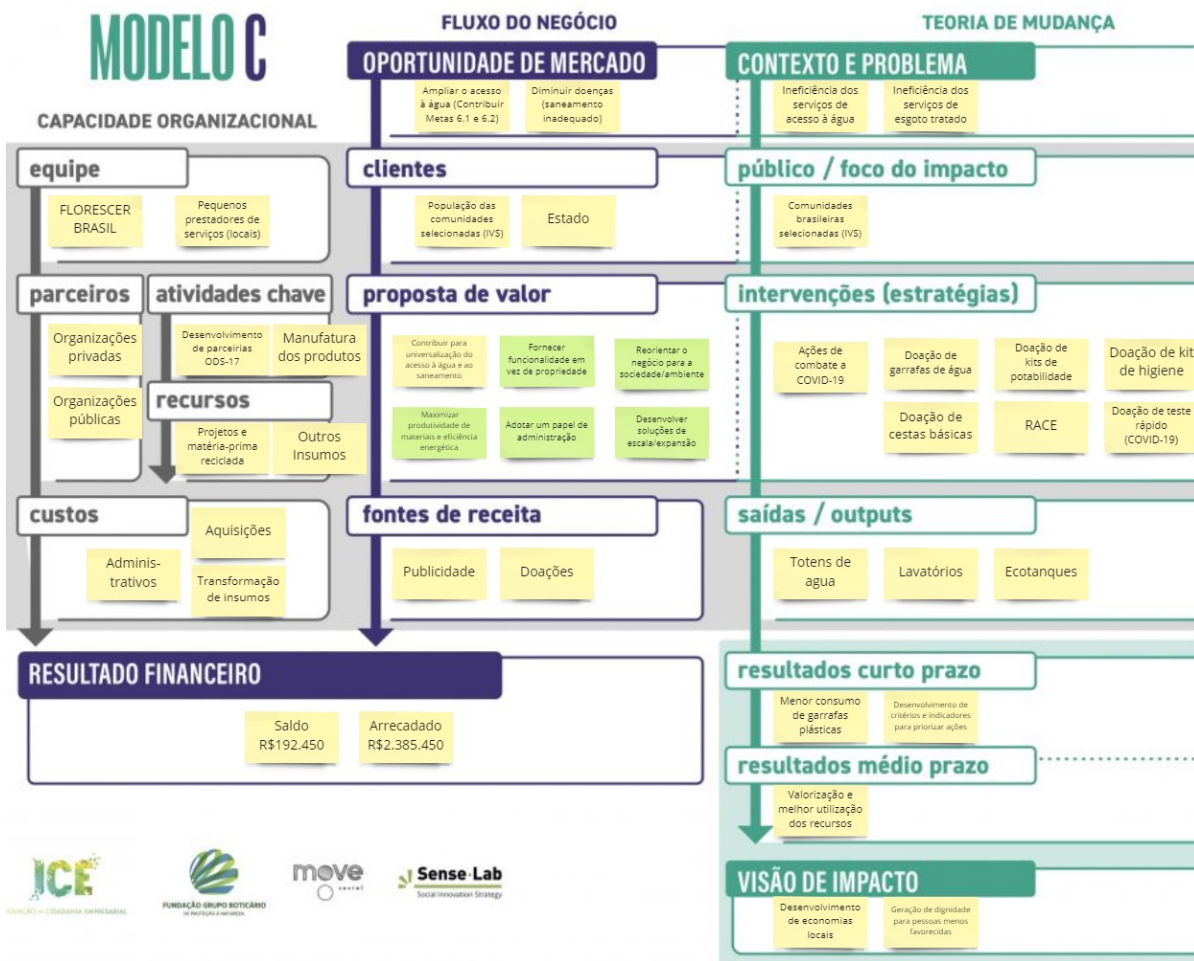 MODELO C
CAPACIDADE ORGANIZACIONAL
equipe
FLORESCER
BRASIL
Pequenos
prestadores de
serviços (locais)
parceiros
Organizações
privadas
Organizações
públicas
atividades chave
Desenvolvimento
de parceirias
ODS-17
Manufatura
dos produtos
recursos
Projetos e
matéria-prima
reciclada
Outros
Insumos
custos
Adminis-
trativos
Aquisições
Transformação
de insumos
FLUXO DO NEGÓCIO
OPORTUNIDADE DE MERCADO
Ampliar o acesso
à água (Contribuir
Metas 6.1 e 6.2)
Diminuir doenças
(saneamento
inadequado)
clientes
População das
comunidades
selecionadas (IVS)
Estado
proposta de valor
Contribuir para
universalização do
acesso à água e ao
saneamento
Fornecer
funcionalidade em
vez de propriedade
Reorientar o
negócio para a
sociedade/ambiente
Maximizar
produtividade de
materiais e eficiência
energética
Adotar um papel de
administração
Desenvolver
soluções de
escala/expansão
fontes de receita
Publicidade
Doações
RESULTADO FINANCEIRO
Saldo
R$192.450
Arrecadado
R$2.385.450
TEORIA DE MUDANÇA
CONTEXTO E PROBLEMA
Ineficiência dos
serviços de
acesso à água
Ineficiência dos
serviços de
esgoto tratado
público / foco do impacto
Comunidades
brasileiras
selecionadas (IVS)
intervenções (estratégias)
Ações de
combate a
COVID-19
Doação de
garrafas de água
Doação de
kits de
potabilidade
Doação de kit
de higiene
Doação de
cestas básicas
RACE
Doação de teste
rápido
(COVID-19)
saídas / outputs
Totens de
agua
Lavatórios
Ecotanques
resultados curto prazo
Menor consumo
de garrafas
plásticas
Desenvolvimento de
critérios e indicadores
para priorizar ações
resultados médio prazo
Valorização e
melhor utilização
dos recursos
VISÃO DE IMPACTO
Desenvolvimento
de economias
locais
Geração de dignidade
para pessoas menos
favorecidas
ICE
CIDADANIA EMPRESARIAL
FUNDAÇÃO GRUPO BOTICÁRIO
DE PROTEÇÃO À NATUREZA
move
social
Sense-Lab
Social Innovation Strategy